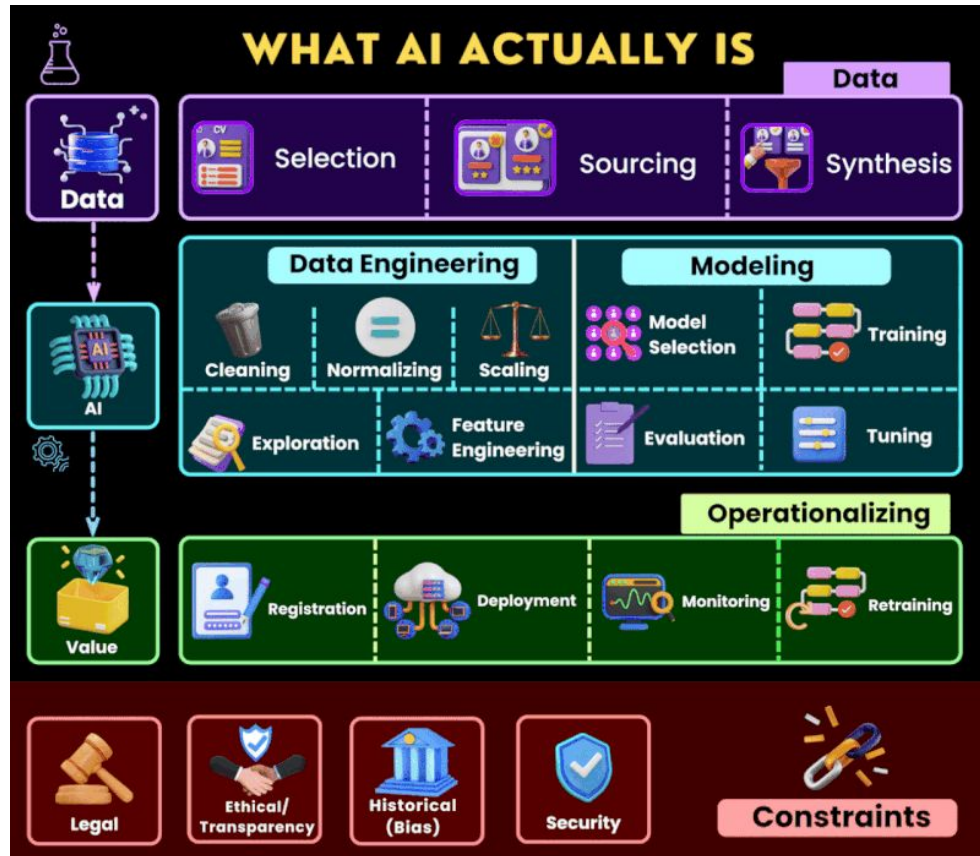 WHAT AI ACTUALLY IS
Data
Data
CV
Selection
Sourcing
Synthesis
AI
AI
Data Engineering
Cleaning
Normalizing
Scaling
Exploration
Feature
Engineering
Modeling
Model
Selection
Training
Evaluation
Tuning
Value
Operationalizing
Registration
Deployment
Monitoring
Retraining
Legal
Ethical/
Transparency
Historical
(Bias)
Security
Constraints